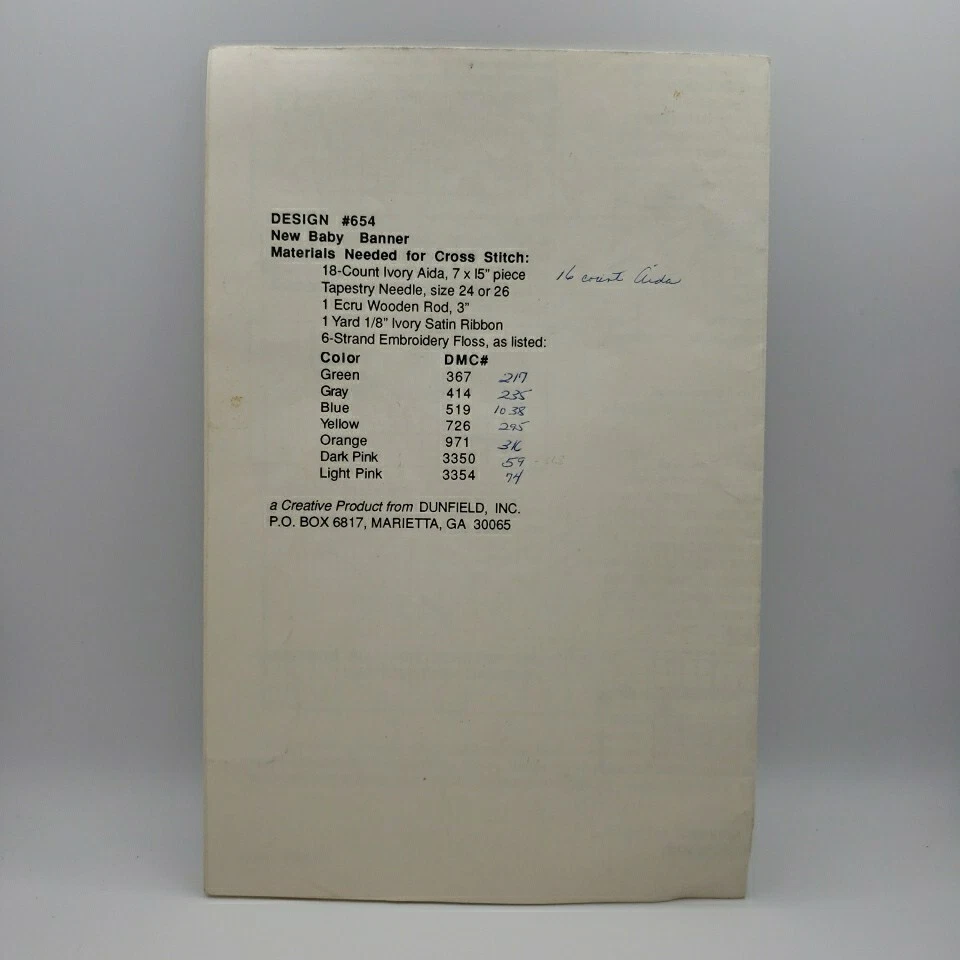 DESIGN #654
New Baby Banner
Materials Needed for Cross Stitch:
18-Count Ivory Aida, 7 x 15" piece 16 count Aida
Tapestry Needle, size 24 or 26
1 Ecru Wooden Rod, 3"
1 Yard 1/8" Ivory Satin Ribbon
6-Strand Embroidery Floss, as listed:
Color DMC#
Green 367 217
Gray 414 235
Blue 519 1038
Yellow 726 295
Orange 971 316
Dark Pink 3350 59
Light Pink 3354 74
a Creative Product from DUNFIELD, INC.
P.O. BOX 6817, MARIETTA, GA 30065